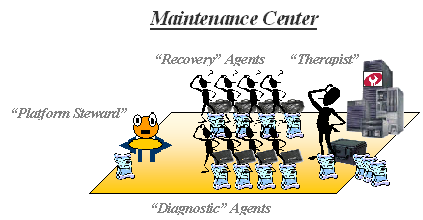 Maintenance Center
“Recovery” Agents
“Therapist”
“Platform Steward”
“Diagnostic” Agents